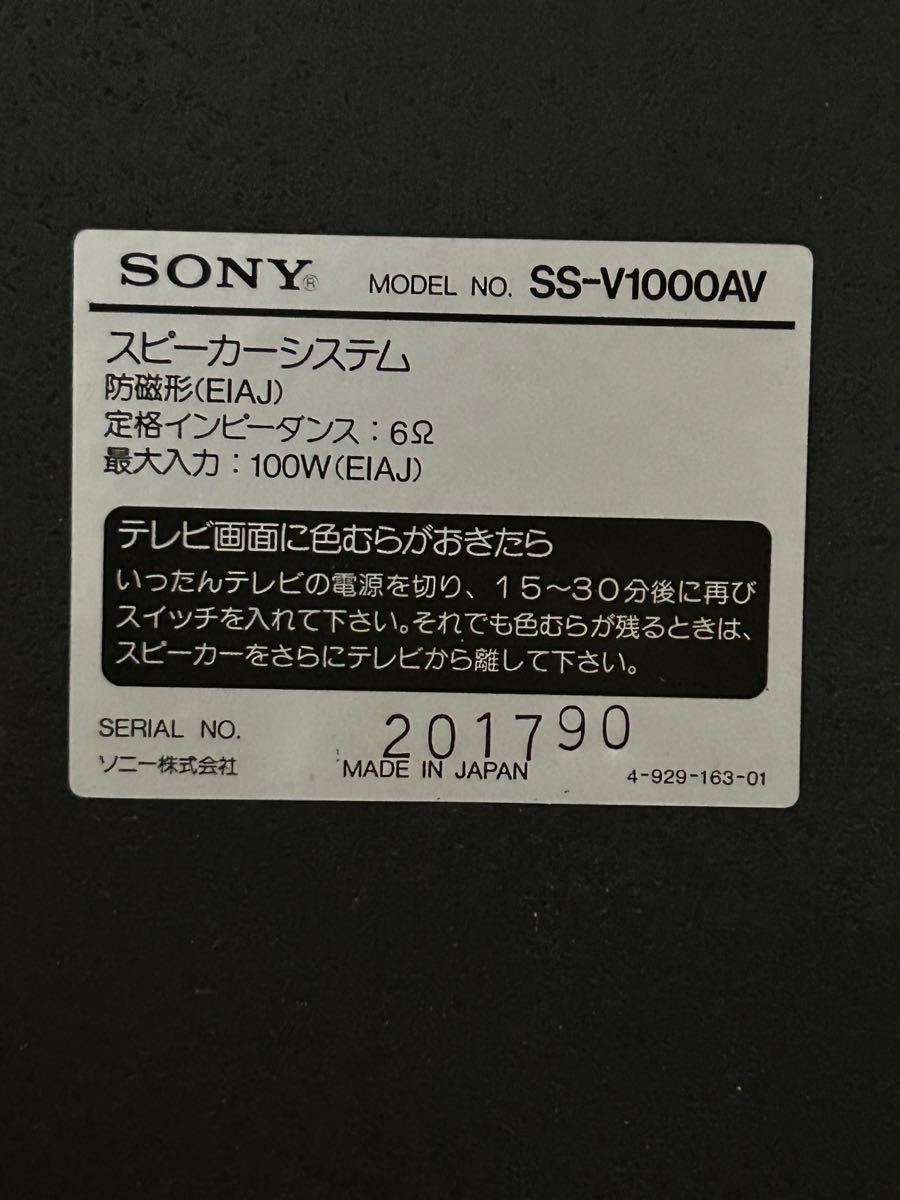 SONY® MODEL NO. SS-V1000AV
スピーカーシステム
防磁形(EIAJ)
定格インピーダンス：6Ω
最大入力：100W(EIAJ)
テレビ画面に色むらがおきたら
いったんテレビの電源を切り、15〜30分後に再び
スイッチを入れて下さい。それでも色むらが残るときは、
スピーカーをさらにテレビから離して下さい。
SERIAL NO. 201790
ソニー株式会社 MADE IN JAPAN 4-929-163-01